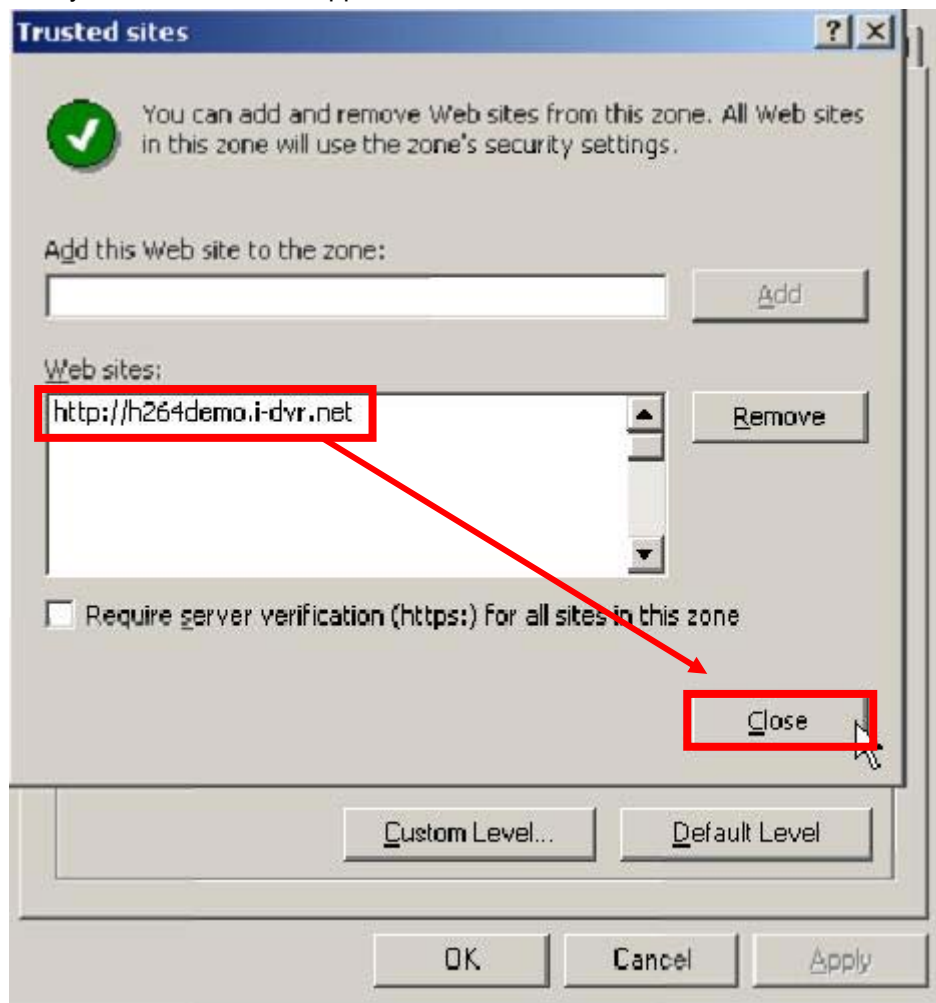 Trusted sites
You can add and remove Web sites from this zone. All Web sites
in this zone will use the zone's security settings.
Add this Web site to the zone:
Add
Web sites:
http://h264demo.i-dvr.net
Remove
Require server verification (https:) for all sites in this zone
Close
Custom Level... Default Level
OK Cancel Apply